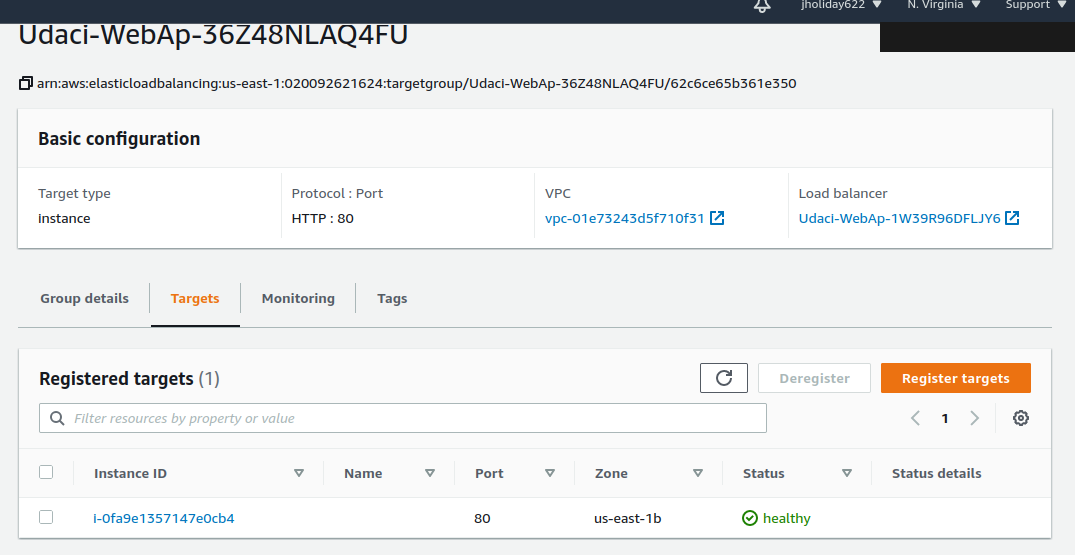 jholiday622 N. Virginia Support
Udaci-WebAp-36Z48NLAQ4FU
arn:aws:elasticloadbalancing:us-east-1:020092621624:targetgroup/Udaci-WebAp-36Z48NLAQ4FU/62c6ce65b361e350
Basic configuration
Target type Protocol : Port VPC Load balancer
instance HTTP : 80 vpc-01e73243d5f710f31 Udaci-WebAp-1W39R96DFLJY6
Group details Targets Monitoring Tags
Registered targets (1) Deregister Register targets
Filter resources by property or value 1
Instance ID Name Port Zone Status Status details
i-0fa9e1357147e0cb4 80 us-east-1b healthy